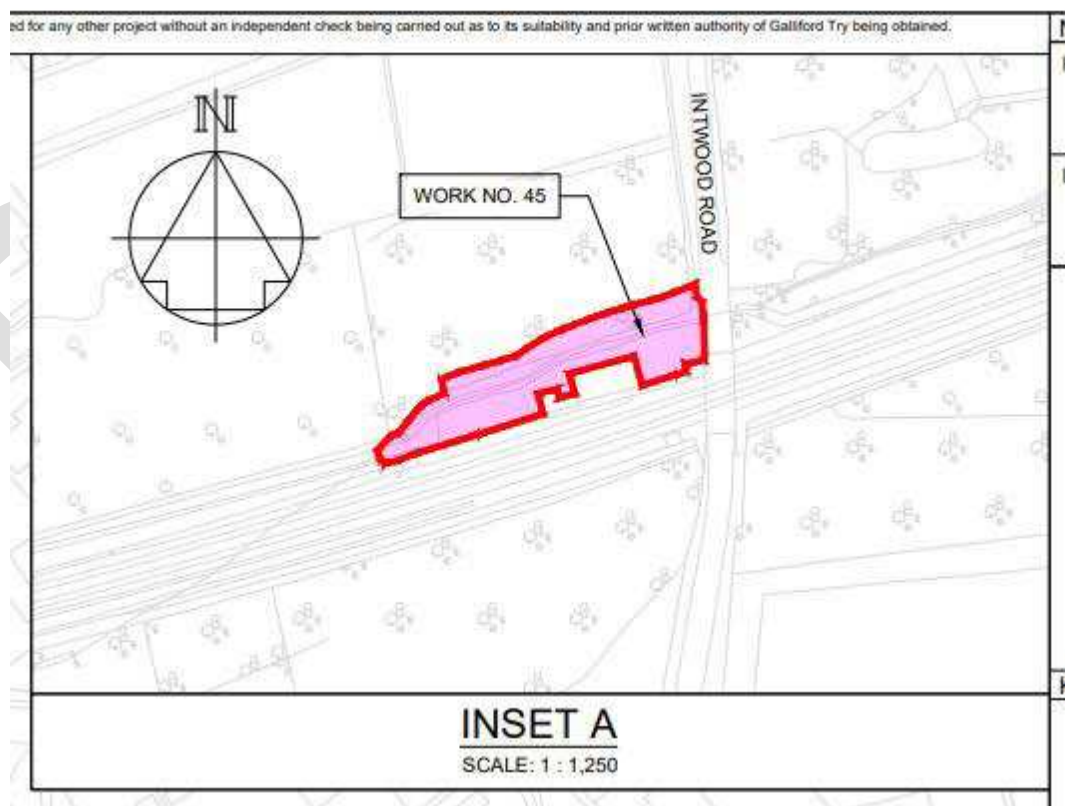 ed for any other project without an independent check being carried out as to its suitability and prior written authority of Galliford Try being obtained.
N
INTWOOD ROAD
WORK NO. 45
INSET A
SCALE: 1 : 1,250